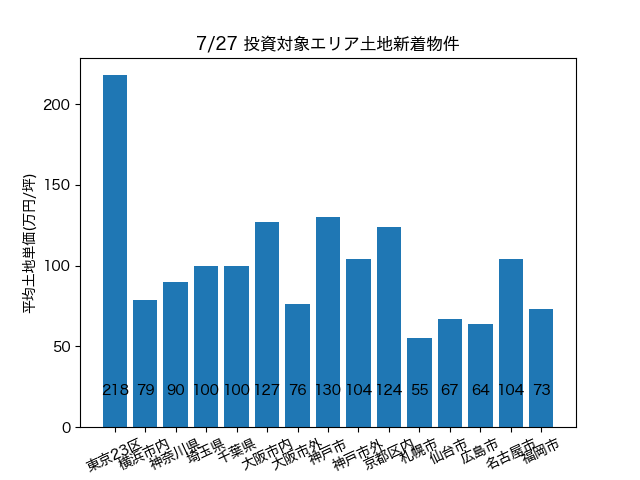 7/27 投資対象エリア土地新着物件
平均土地単価(万円/坪)
200
150
100
50
0
218 79 90 100 100 127 76 130 104 124 55 67 64 104 73
東京23区 横浜市内 神奈川県 埼玉県 千葉県 大阪市内 大阪市外 神戸市 神戸市外 京都区内 札幌市 仙台市 広島市 名古屋市 福岡市